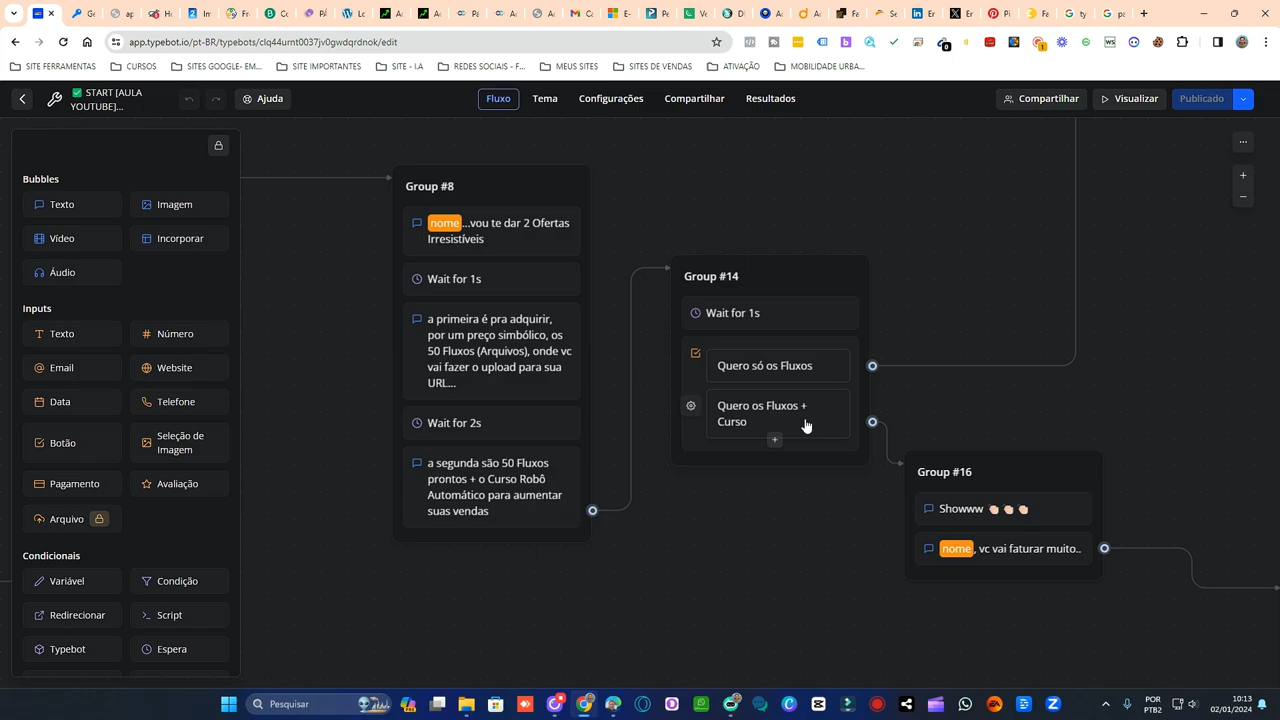 app.typebot.io/pt-BR/typebots/clq44umt0037jv0gwdqrdnok/edit
SITE FERRAMENTAS
CURSOS
SITES GOOGLE- EM...
SITE IMPORTANTES
SITE - I.A
REDES SOCIAIS – F...
MEUS SITES
SITES DE VENDAS
ATIVAÇÃO
MOBILIDADE URBA...
START [AULA
YOUTUBE]...
Ajuda
Fluxo
Tema
Configurações
Compartilhar
Resultados
Compartilhar
Visualizar
Publicado
Bubbles
Texto
Imagem
Vídeo
Incorporar
Áudio
Inputs
Texto
Número
Email
Website
Data
Telefone
Botão
Seleção de
Imagem
Pagamento
Avaliação
Arquivo
Condicionais
Variável
Condição
Redirecionar
Script
Typebot
Espera
Group #8
nome...vou te dar 2 Ofertas
Irresistíveis
Wait for 1s
a primeira é pra adquirir,
por um preço simbólico, os
50 Fluxos (Arquivos), onde vc
vai fazer o upload para sua
URL...
Wait for 2s
a segunda são 50 Fluxos
prontos + o Curso Robô
Automático para aumentar
suas vendas
Group #14
Wait for 1s
Quero só os Fluxos
Quero os Fluxos +
Curso
Group #16
Showww 👏🏻 👏🏻 👏🏻
nome, vc vai faturar muito..
Pesquisar
POR
PTB2
10:13
02/01/2024